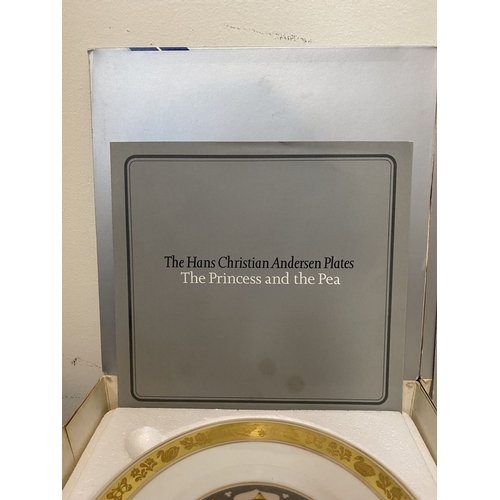 The Hans Christian Andersen Plates
The Princess and the Pea